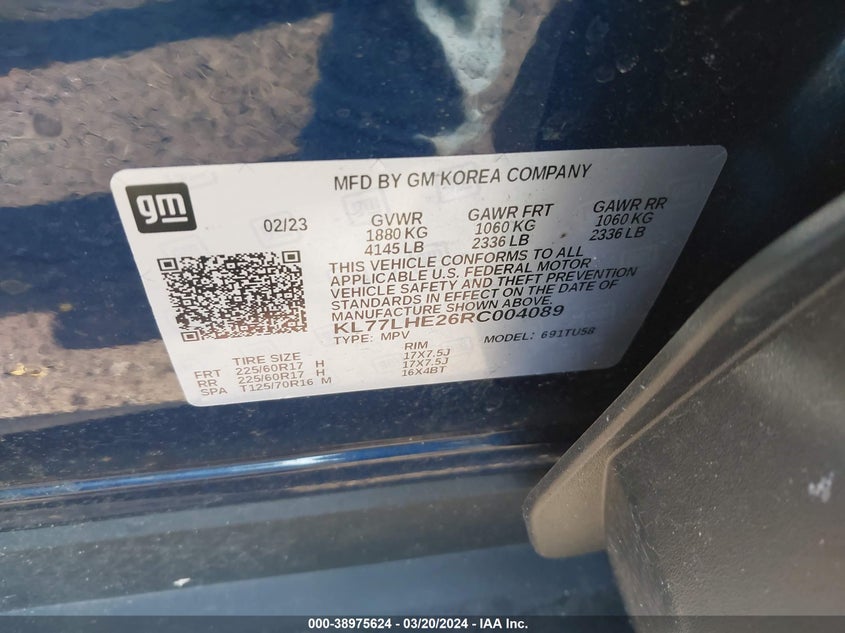 gm
MFD BY GM KOREA COMPANY
02/23
GVWR GAWR FRT GAWR RR
1880 KG 1060 KG 1060 KG
4145 LB 2336 LB 2336 LB
THIS VEHICLE CONFORMS TO ALL
APPLICABLE U.S. FEDERAL MOTOR
VEHICLE SAFETY AND THEFT PREVENTION
STANDARDS IN EFFECT ON THE DATE OF
MANUFACTURE SHOWN ABOVE.
KL77LHE26RC004089
TYPE: MPV MODEL: 691TU58
TIRE SIZE RIM
FRT 225/60R17 H 17X7.5J
RR 225/60R17 H 17X7.5J
SPA T125/70R16 M 16X4BT
000-38975624 / 03/20/2024 - IAA Inc.